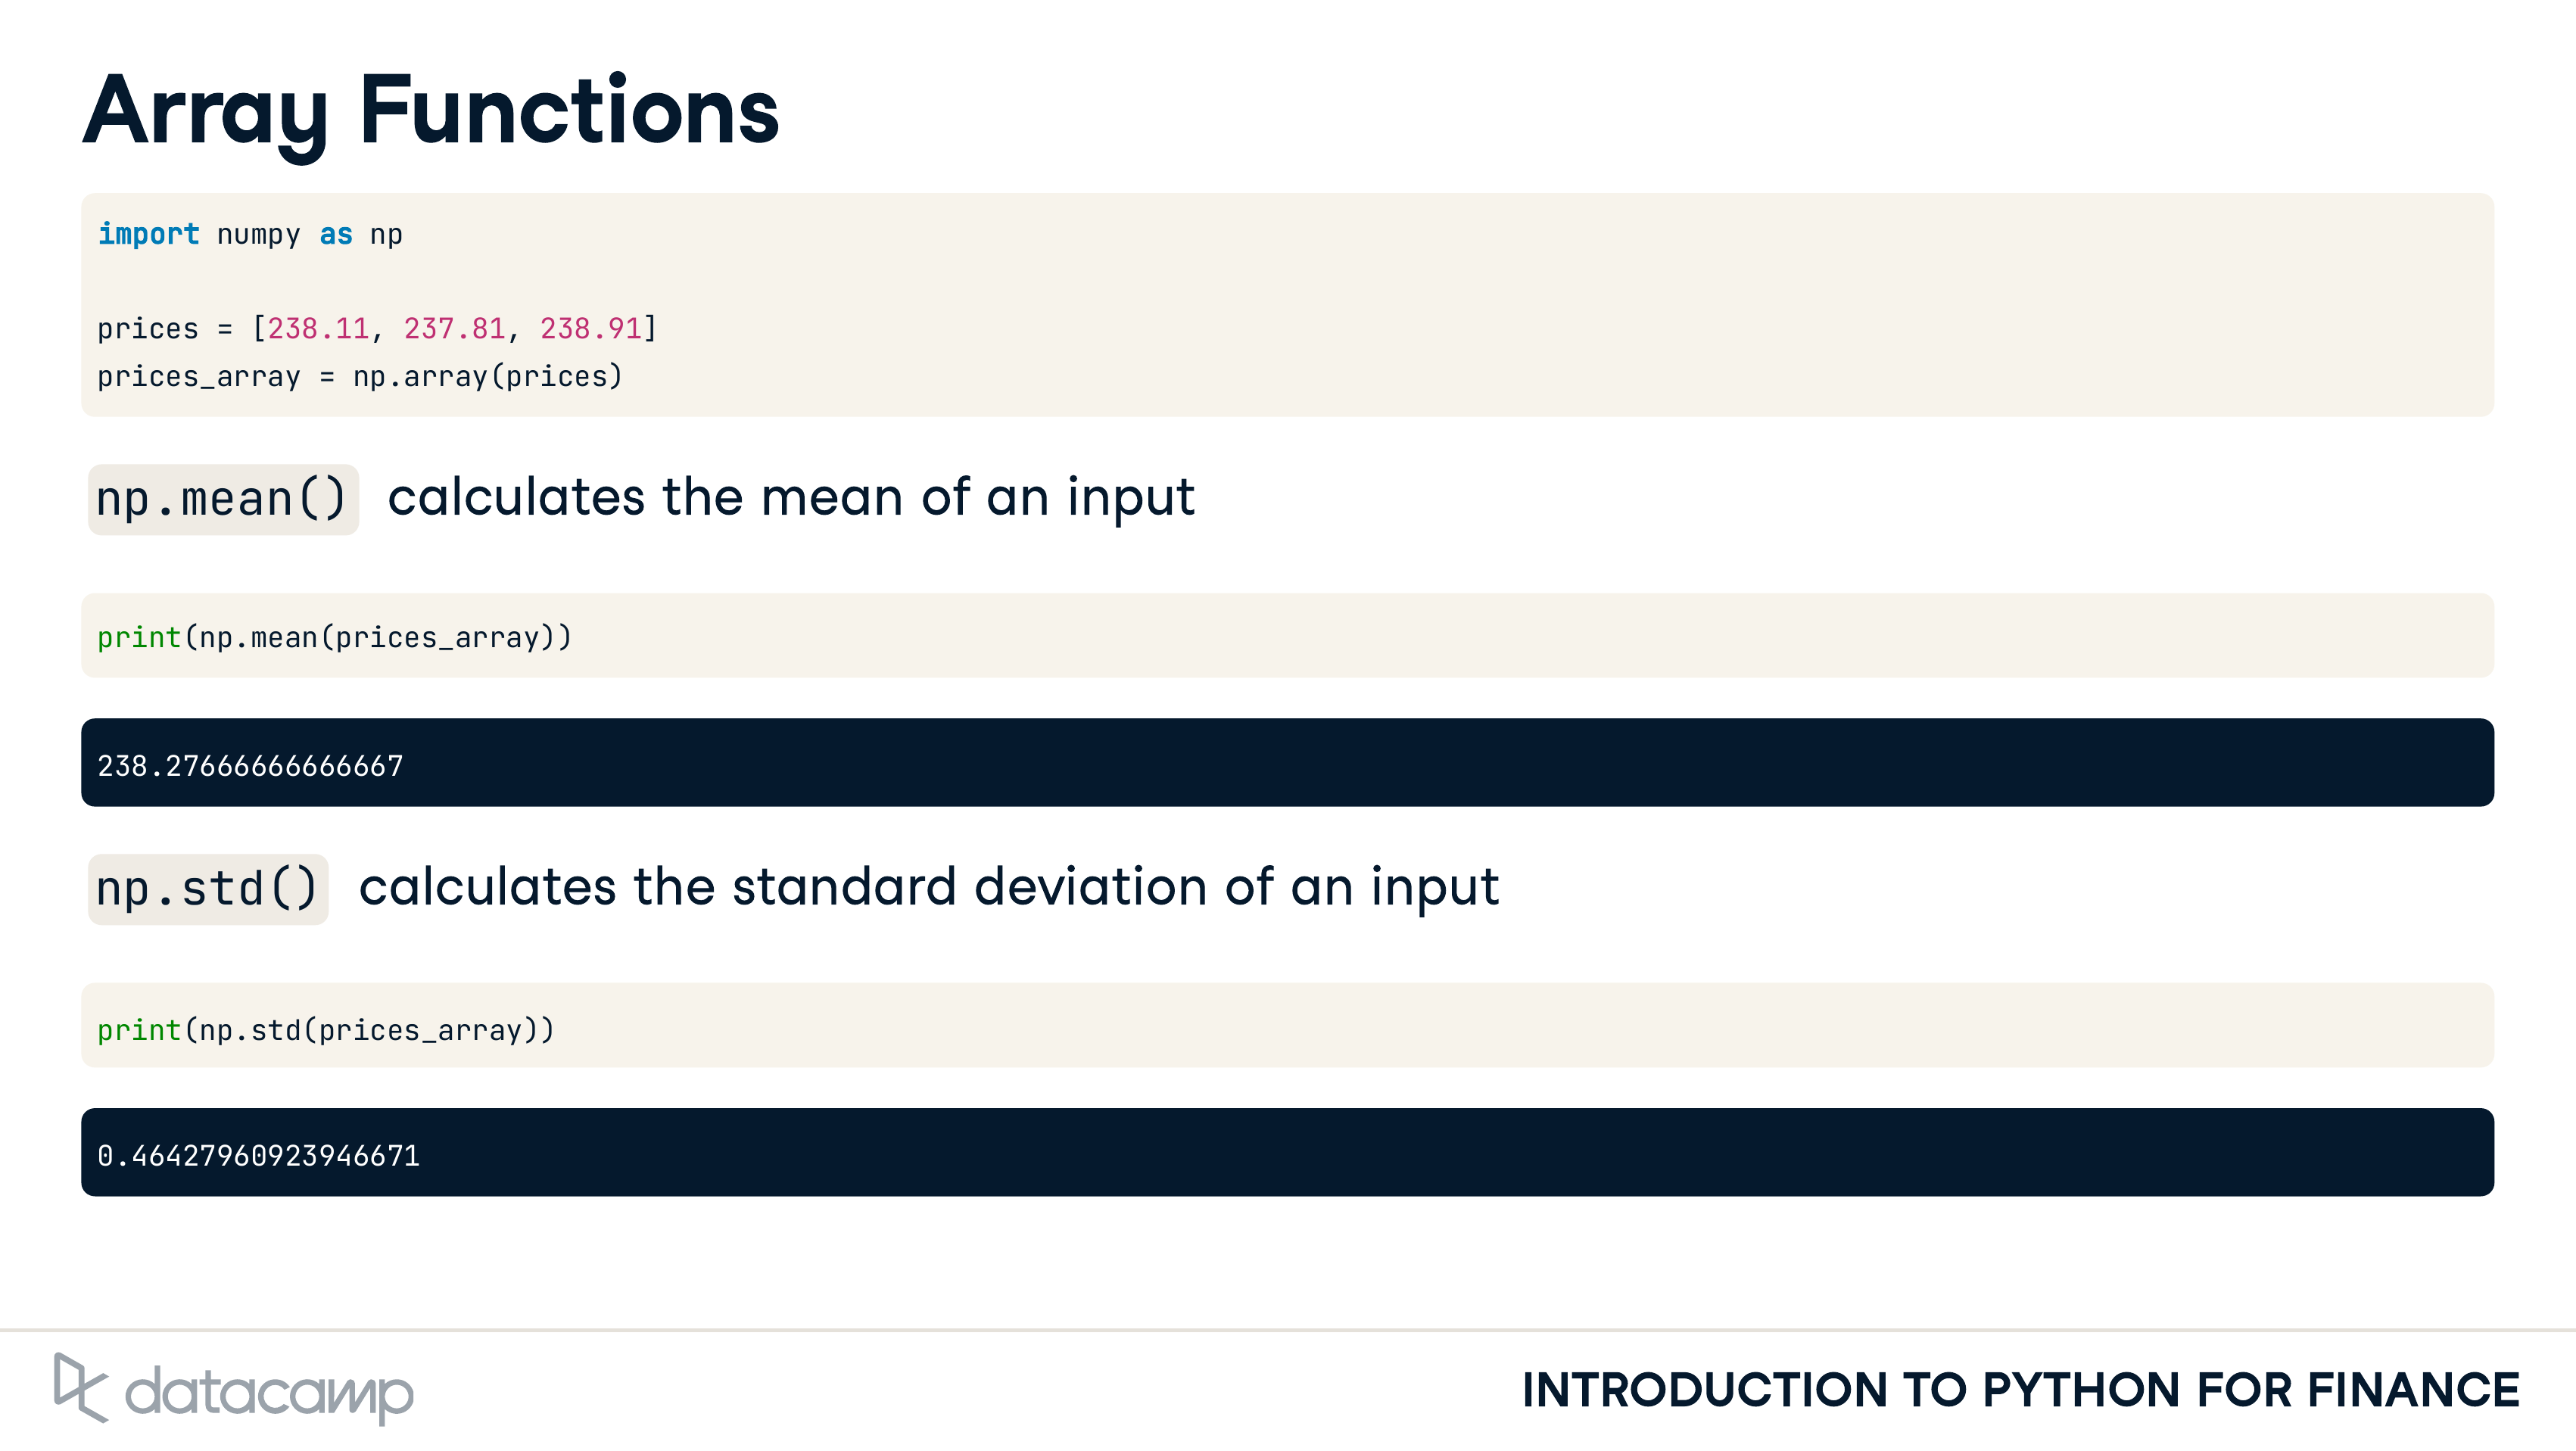 Array Functions
import numpy as np
prices = [238.11, 237.81, 238.91]
prices_array = np.array(prices)
np.mean() calculates the mean of an input
print(np.mean(prices_array))
238.27666666666667
np.std() calculates the standard deviation of an input
print(np.std(prices_array))
0.46427960923946671
datacamp
INTRODUCTION TO PYTHON FOR FINANCE